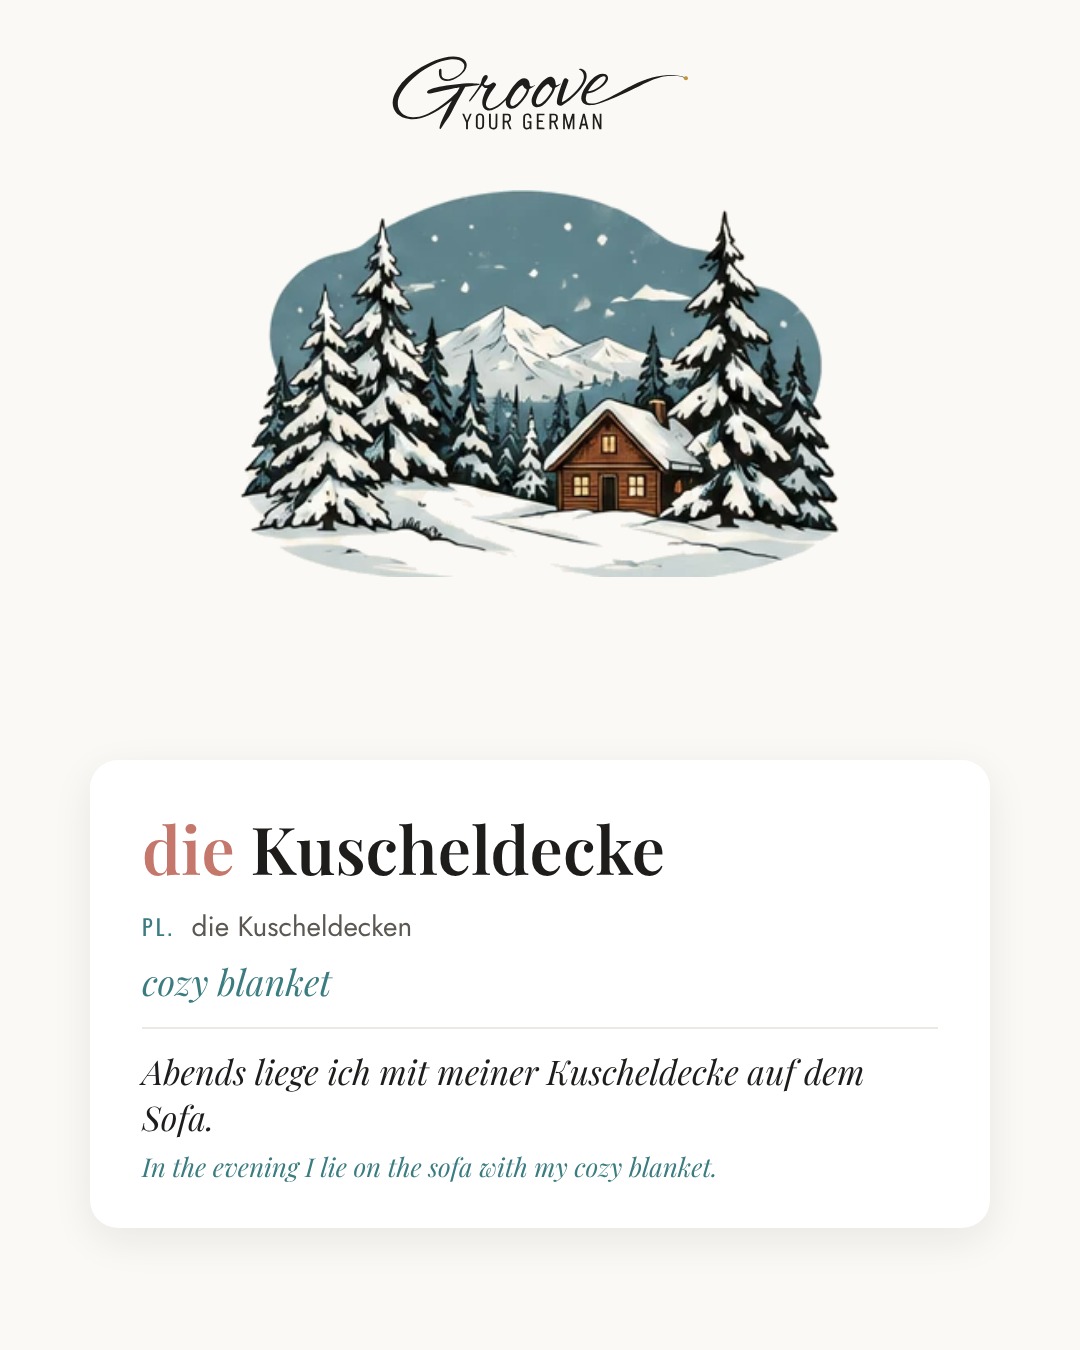 Groove
YOUR GERMAN
die Kuscheldecke
PL. die Kuscheldecken
cozy blanket
Abends liege ich mit meiner Kuscheldecke auf dem
Sofa.
In the evening I lie on the sofa with my cozy blanket.